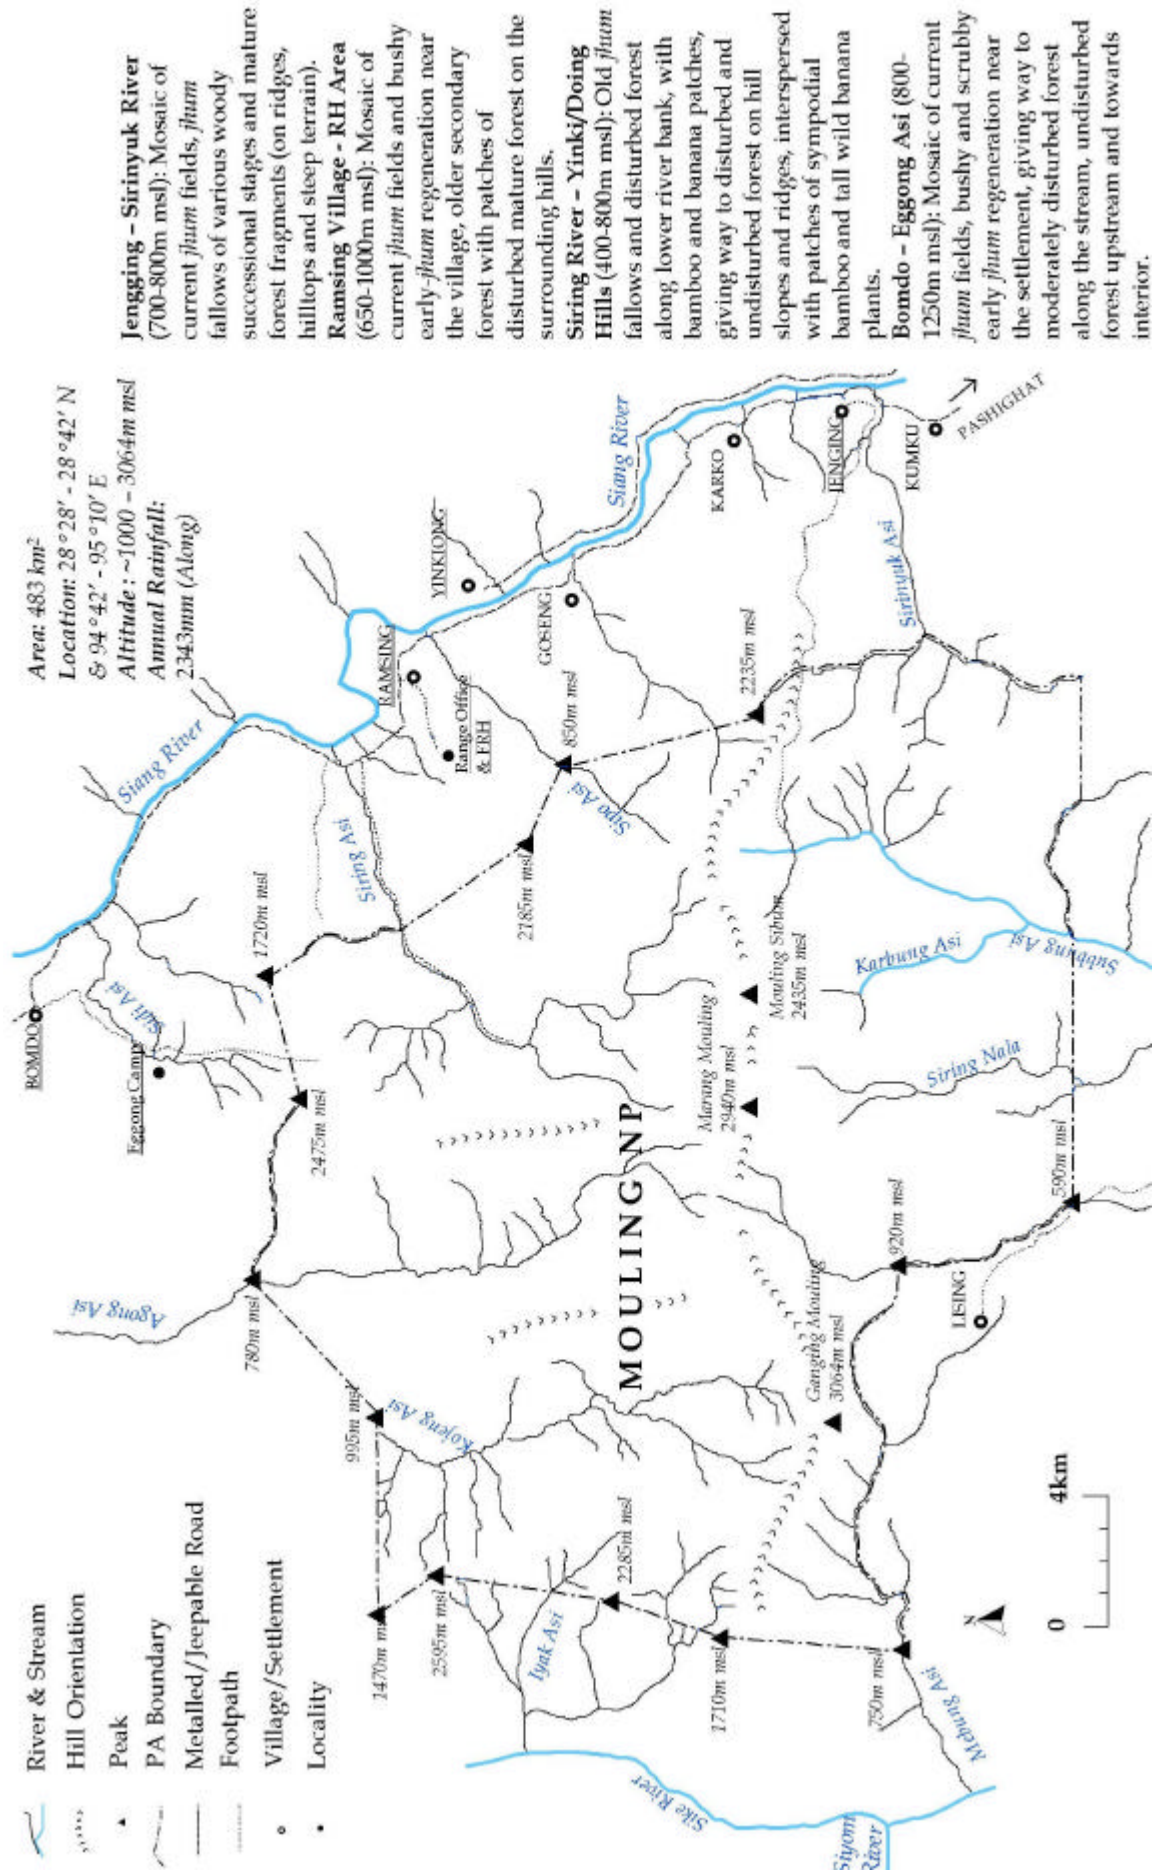 River & Stream
Hill Orientation
Peak
PA Boundary
Metalled/Jeepable Road
Footpath
Village/Settlement
Locality
Area: 483 km²
Location: 28°28' - 28°42' N
& 94°42' - 95°10' E
Altitude : ~1000 – 3064m msl
Annual Rainfall:
2343mm (Along)
BOMDO
Siang River
Sidi Asi
Eggong Camp
Agong Asi
780m msl
2475m msl
1720m msl
Siring Asi
RAMSING
Range Office
& FRH
YINKIONG
GOSENG
Siang River
KARKO
JENGING
KUMKU
PASHIGHAT
995m msl
Kojeng Asi
1470m msl
2595m msl
2185m msl
850m msl
Sipo Asi
2235m msl
Sirinyuk Asi
Iyak Asi
2285m msl
MOULING NP
1710m msl
Marang Mouling
2940m msl
Mouling Sibum
2435m msl
Ganging Mouling
3064m msl
750m msl
920m msl
Karbung Asi
Subbung Asi
Siring Nala
590m msl
LISING
Mebung Asi
Sike River
Siyom
River
N
0
4km
Jengging – Sirinyuk River
(700-800m msl): Mosaic of
current jhum fields, jhum
fallows of various woody
successional stages and mature
forest fragments (on ridges,
hilltops and steep terrain).
Ramsing Village - RH Area
(650-1000m msl): Mosaic of
current jhum fields and bushy
early-jhum regeneration near
the village, older secondary
forest with patches of
disturbed mature forest on the
surrounding hills.
Siring River – Yinki/Doing
Hills (400-800m msl): Old jhum
fallows and disturbed forest
along lower river bank, with
bamboo and banana patches,
giving way to disturbed and
undisturbed forest on hill
slopes and ridges, interspersed
with patches of sympodial
bamboo and tall wild banana
plants.
Bomdo – Eggong Asi (800-
1250m msl): Mosaic of current
jhum fields, bushy and scrubby
early jhum regeneration near
the settlement, giving way to
moderately disturbed forest
along the stream, undisturbed
forest upstream and towards
interior.